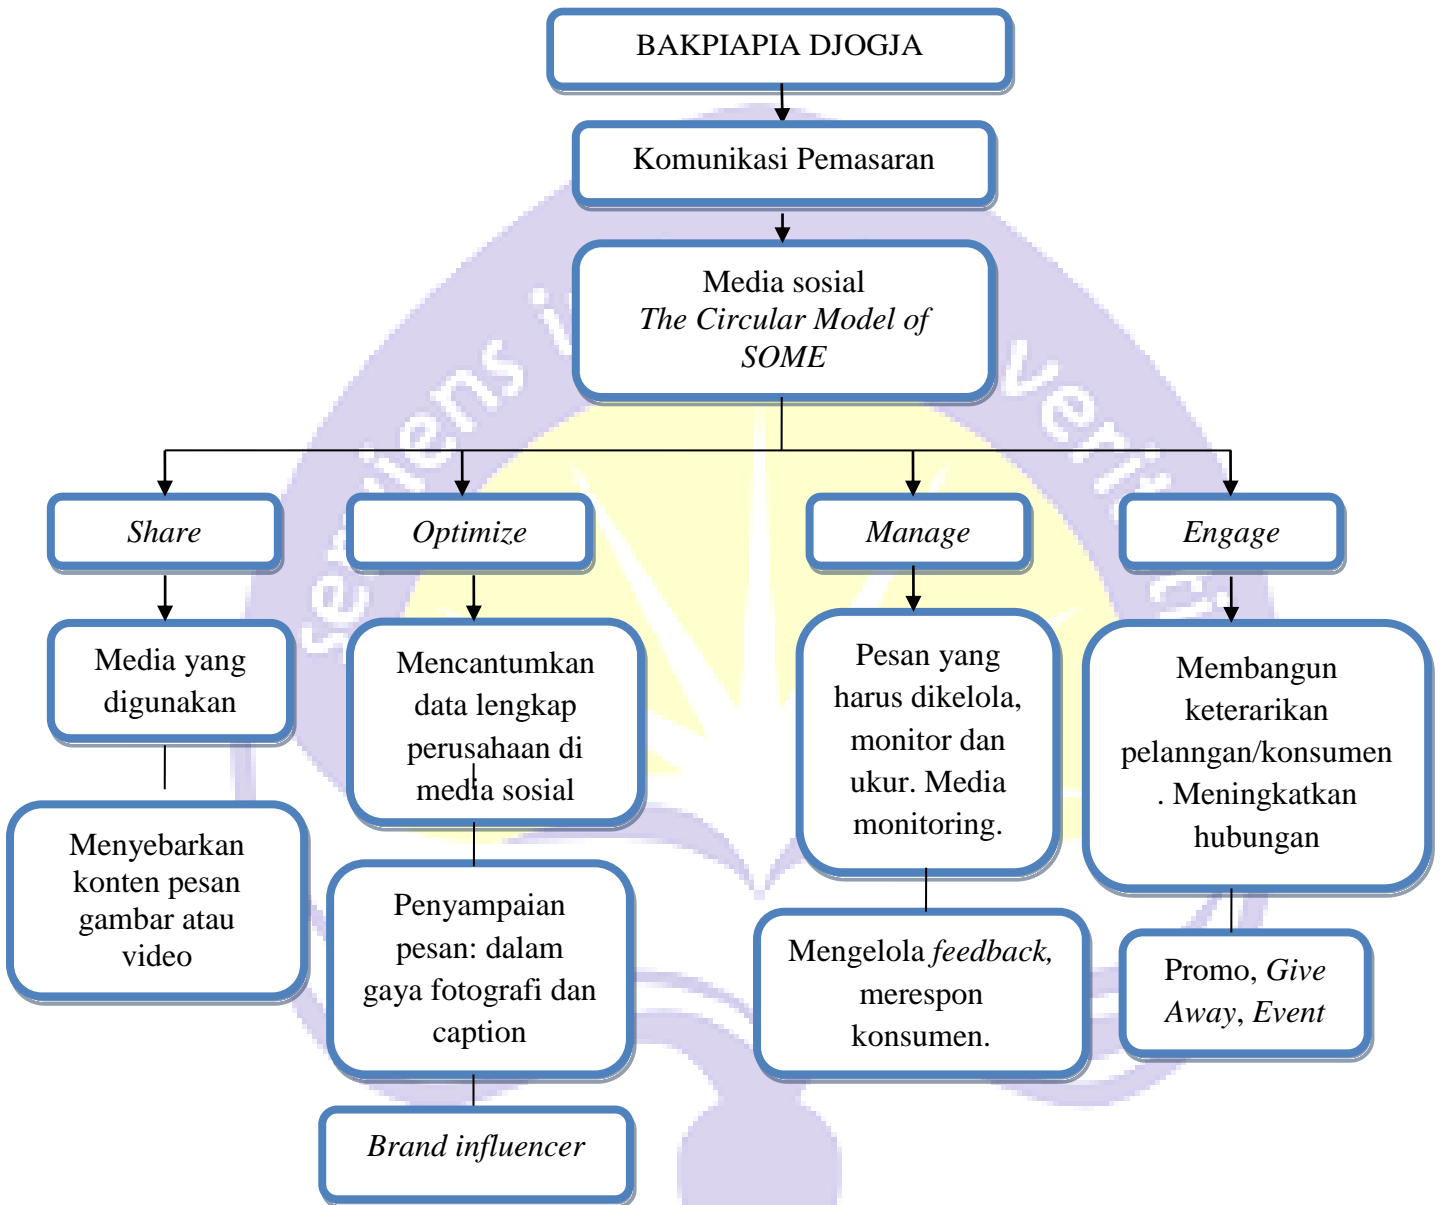 BAKPIAPIA DJOGJA
Komunikasi Pemasaran
Media sosial
The Circular Model of
SOME
Share
Optimize
Manage
Engage
Media yang
digunakan
Mencantumkan
data lengkap
perusahaan di
media sosial
Pesan yang
harus dikelola,
monitor dan
ukur. Media
monitoring.
Membangun
keterarikan
pelanngan/konsumen
. Meningkatkan
hubungan
Menyebarkan
konten pesan
gambar atau
video
Penyampaian
pesan: dalam
gaya fotografi dan
caption
Mengelola feedback,
merespon
konsumen.
Promo, Give
Away, Event
Brand influencer